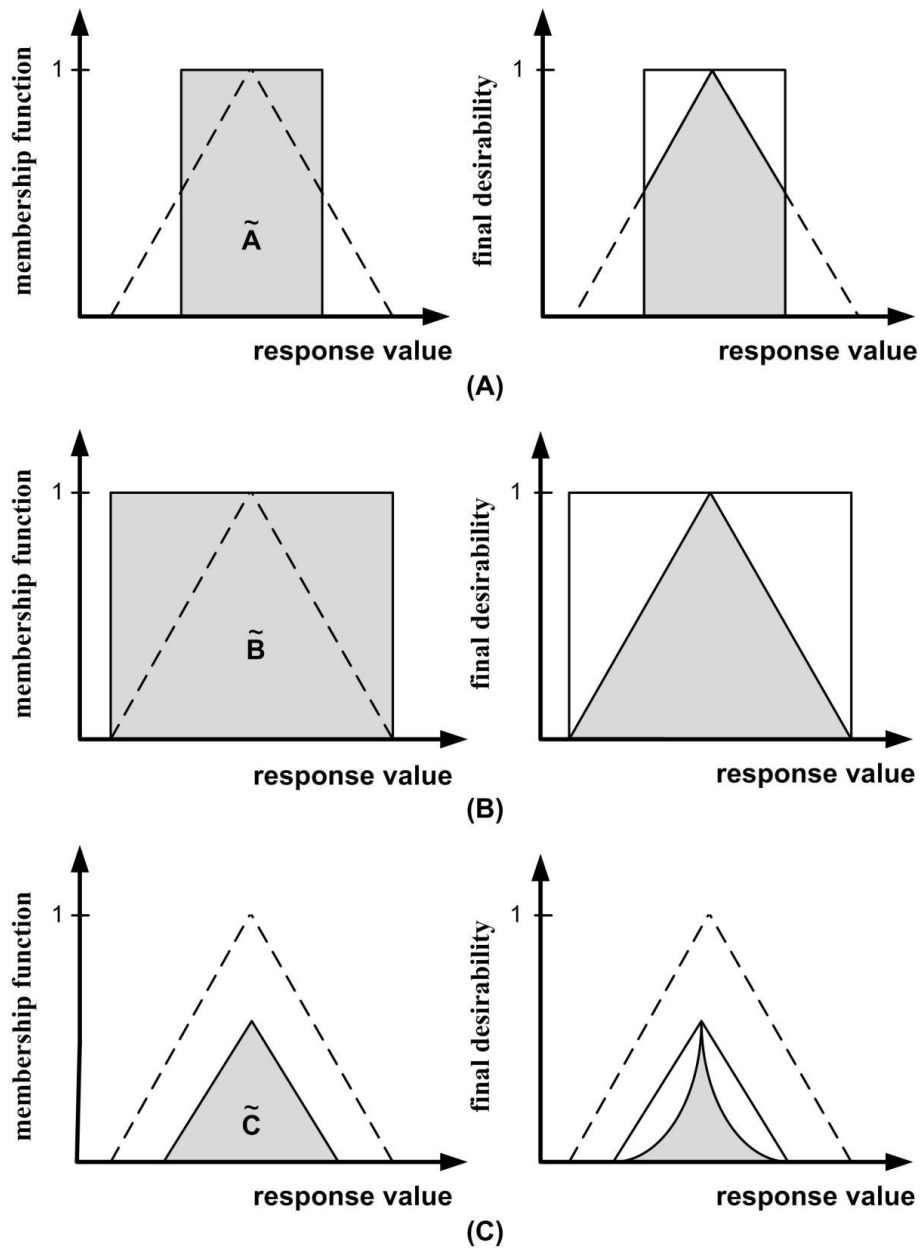 membership function
1
Ã
response value
final desirability
1
response value
(A)
membership function
1
B̃
response value
final desirability
1
response value
(B)
membership function
1
C̃
response value
final desirability
1
response value
(C)